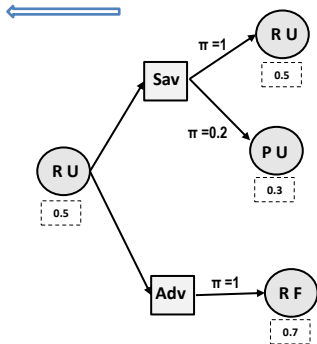 π =1
R U
Sav
0.5
π =0.2
P U
R U
0.3
0.5
π =1
Adv
R F
0.7